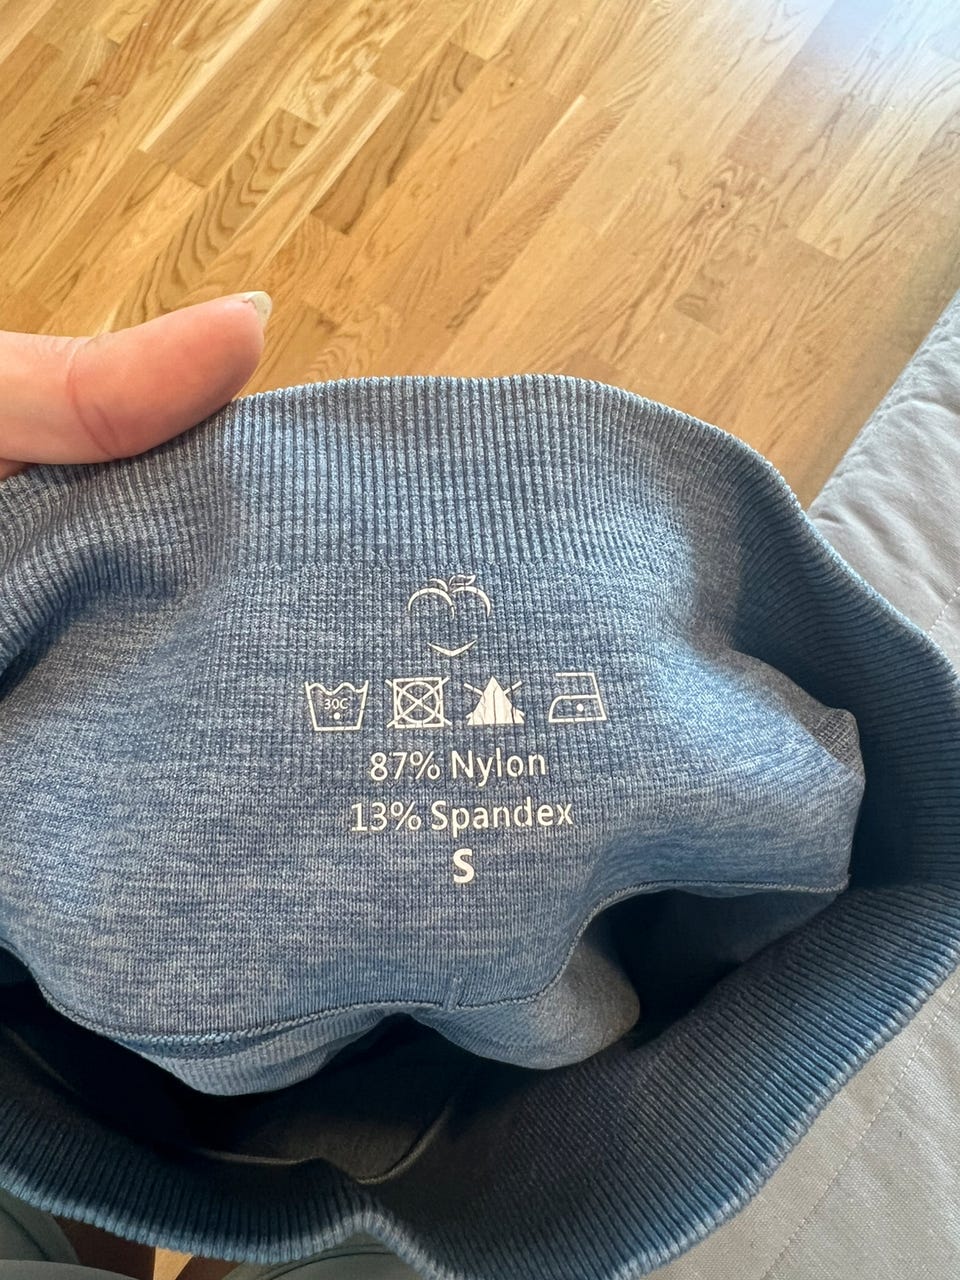 30C
87% Nylon
13% Spandex
S